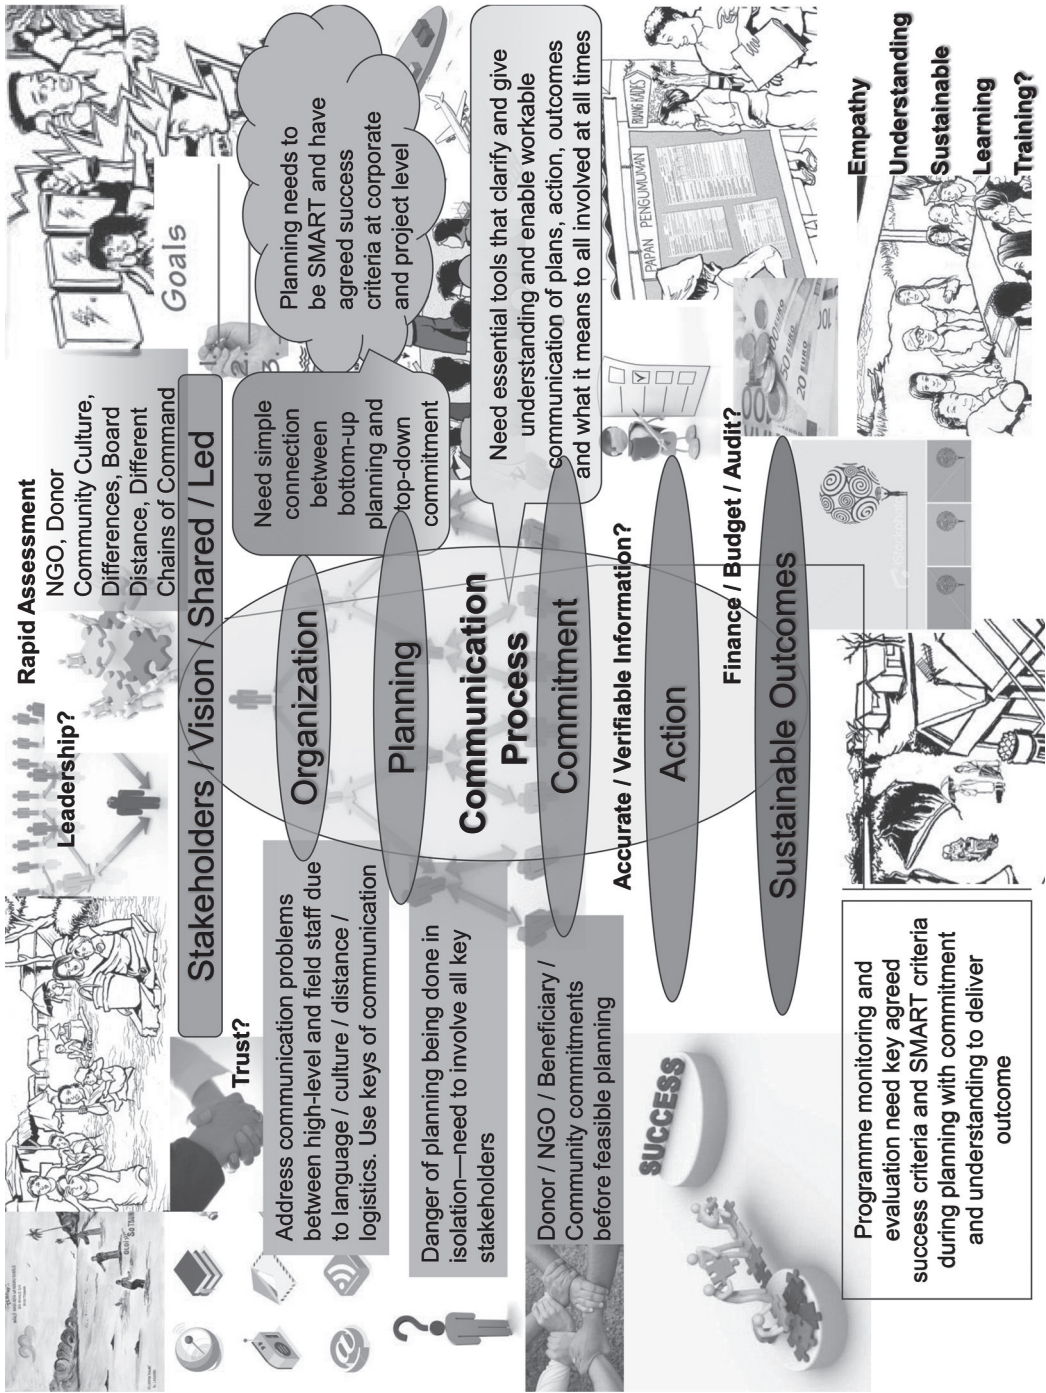 Rapid Assessment
NGO, Donor
Community Culture,
Differences, Board
Distance, Different
Chains of Command
Leadership?
Goals
Stakeholders / Vision / Shared / Led
Trust?
Address communication problems
between high-level and field staff due
to language / culture / distance /
logistics. Use keys of communication
Organization
Need simple
connection
between
bottom-up
planning and
top-down
commitment
Planning needs to
be SMART and have
agreed success
criteria at corporate
and project level
Danger of planning being done in
isolation—need to involve all key
stakeholders
Planning
Communication
Process
Need essential tools that clarify and give
understanding and enable workable
communication of plans, action, outcomes
and what it means to all involved at all times
Donor / NGO / Beneficiary /
Community commitments
before feasible planning
Commitment
Accurate / Verifiable Information?
Action
PAPAN PENGUMUMAN
RUANG KADES
SUCCESS
Finance / Budget / Audit?
Sustainable Outcomes
50 EURO
20 EURO
Empathy
Understanding
Sustainable
Learning
Training?
Programme monitoring and
evaluation need key agreed
success criteria and SMART criteria
during planning with commitment
and understanding to deliver
outcome